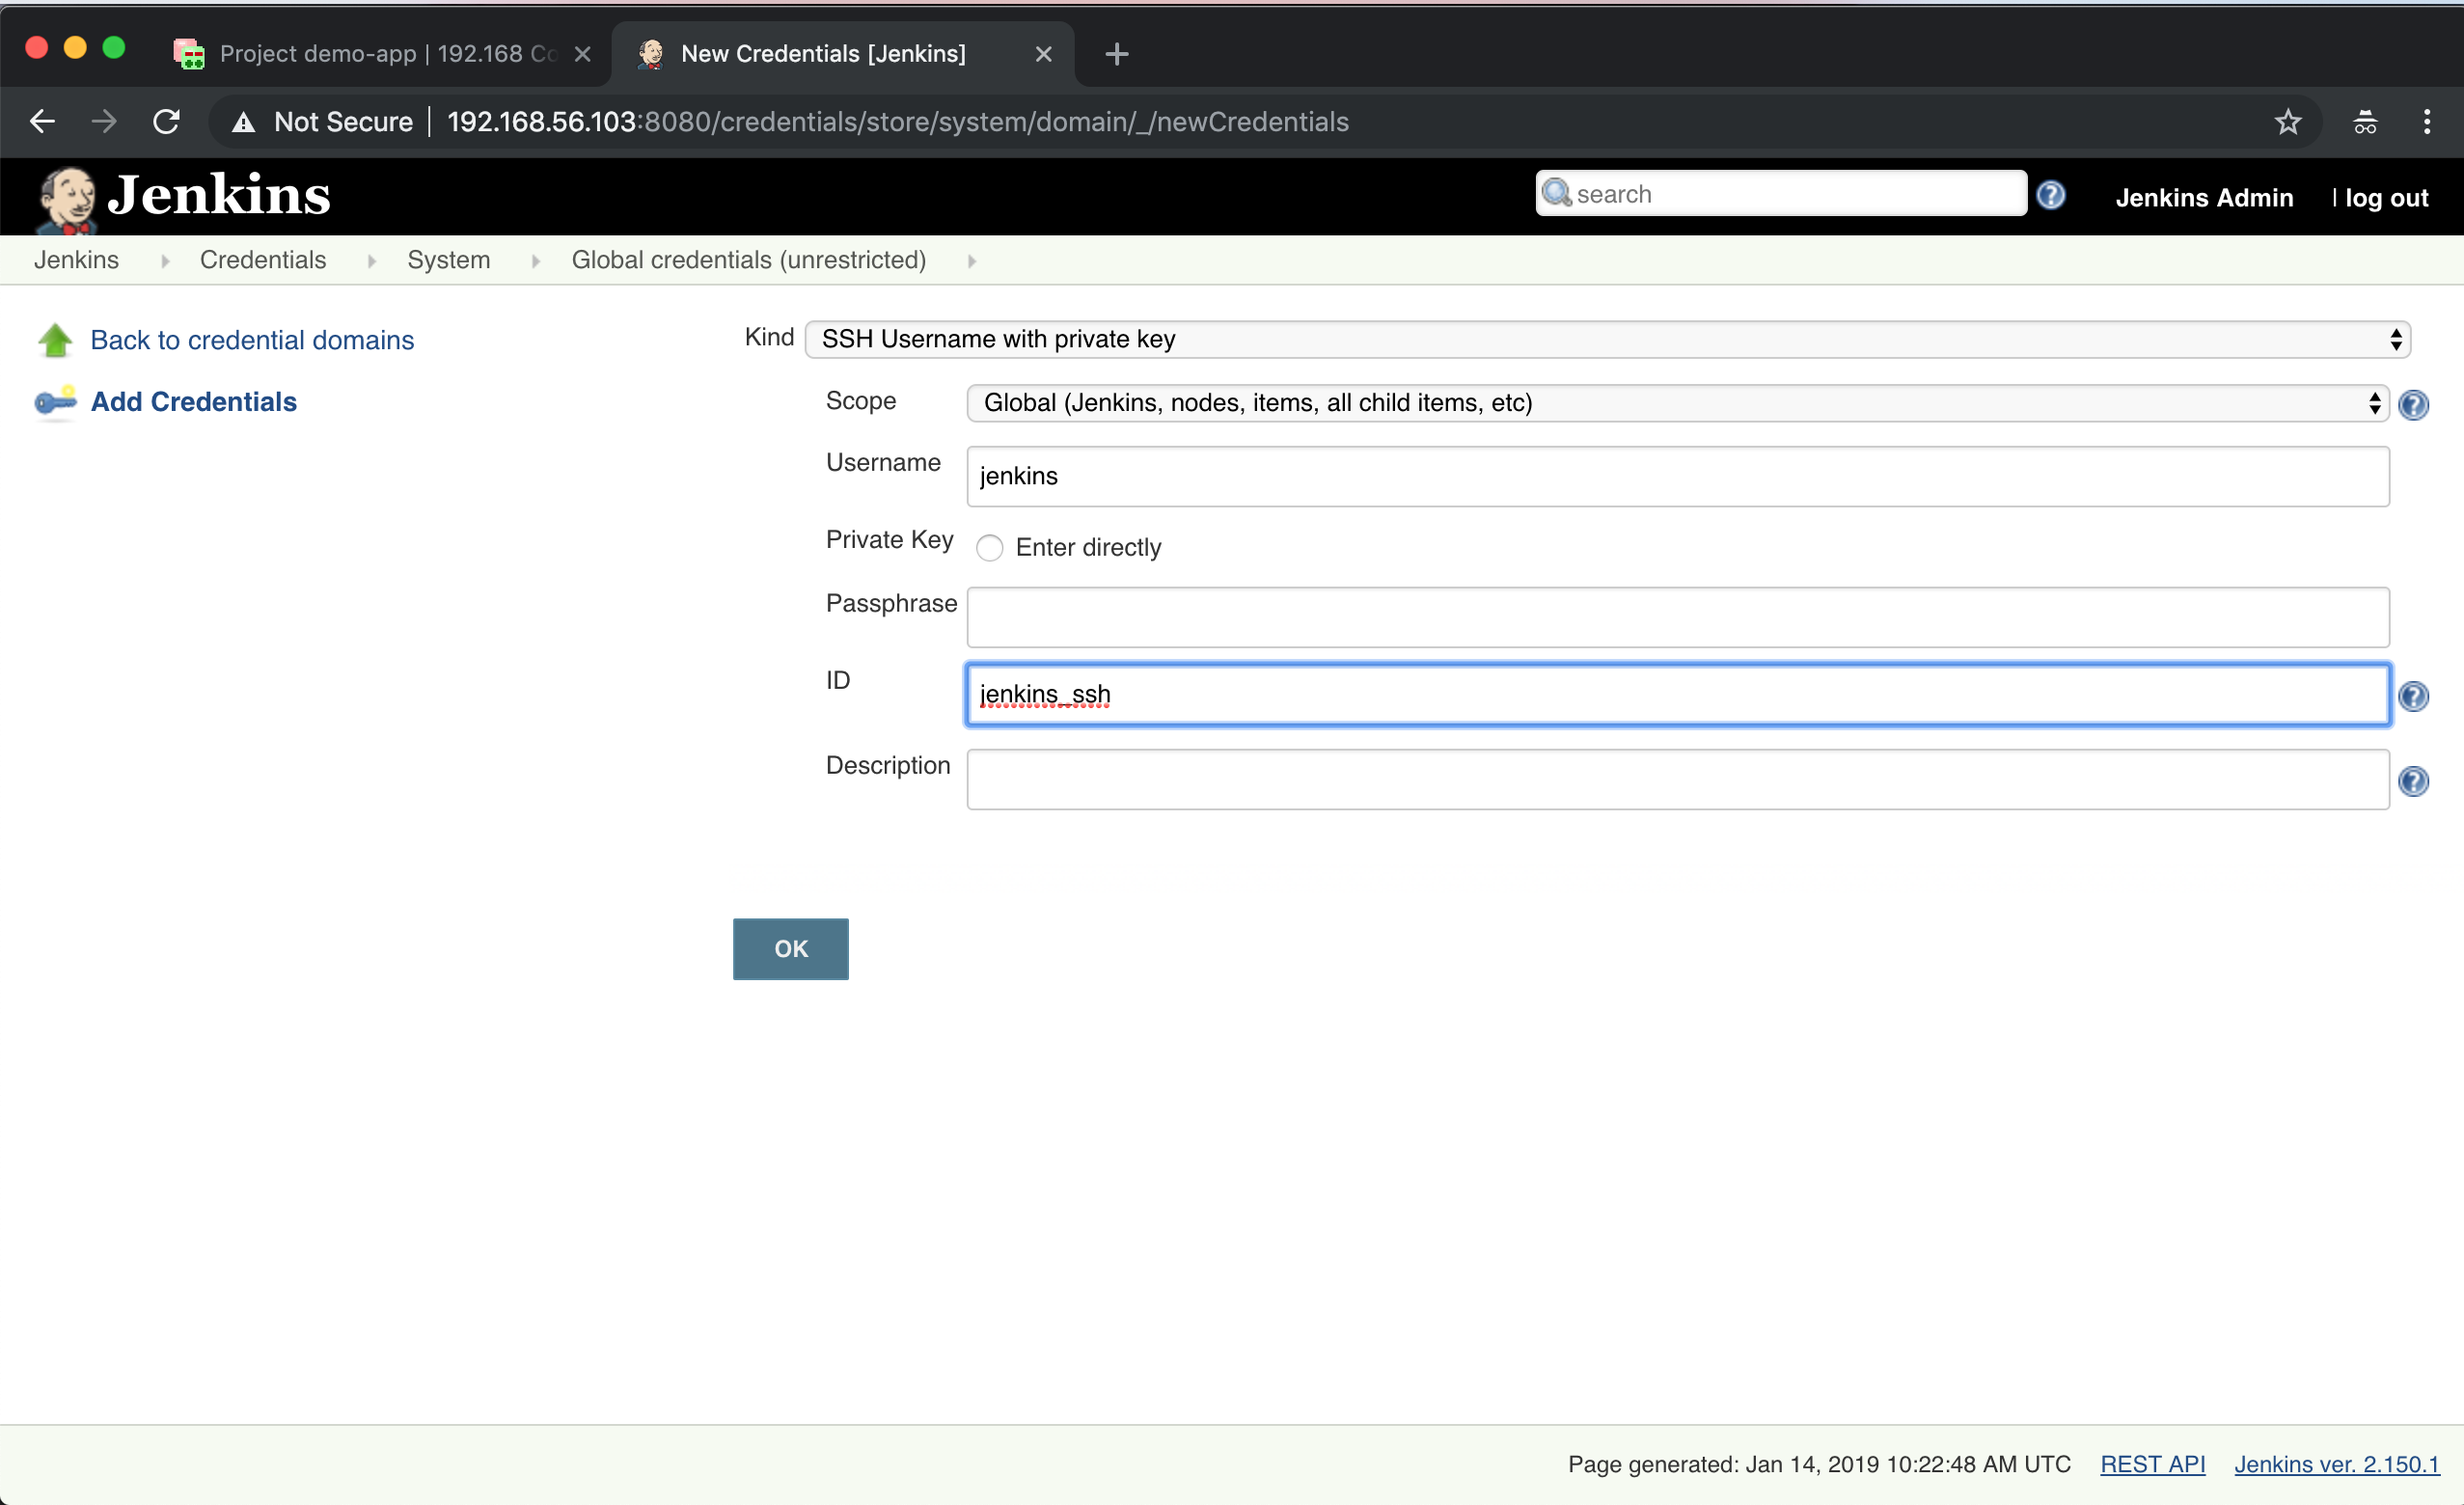 Project demo-app | 192.168 Co
New Credentials [Jenkins]
Not Secure | 192.168.56.103:8080/credentials/store/system/domain/_/newCredentials
Jenkins
search
Jenkins Admin
| log out
Jenkins
Credentials
System
Global credentials (unrestricted)
Back to credential domains
Add Credentials
Kind
SSH Username with private key
Scope
Global (Jenkins, nodes, items, all child items, etc)
Username
jenkins
Private Key
Enter directly
Passphrase
ID
jenkins_ssh
Description
OK
Page generated: Jan 14, 2019 10:22:48 AM UTC
REST API
Jenkins ver. 2.150.1